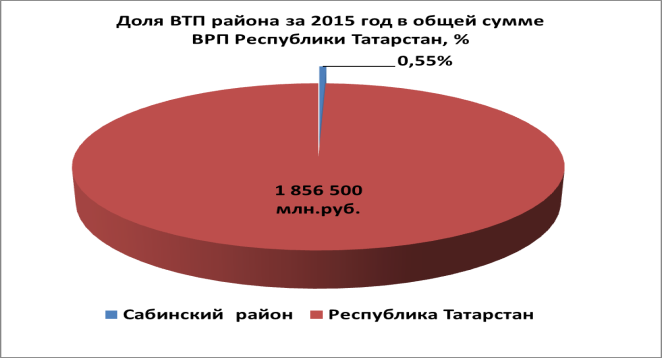 Доля ВТП района за 2015 год в общей сумме
ВРП Республики Татарстан, %
0,55%
1 856 500
млн.руб.
Сабинский район
Республика Татарстан